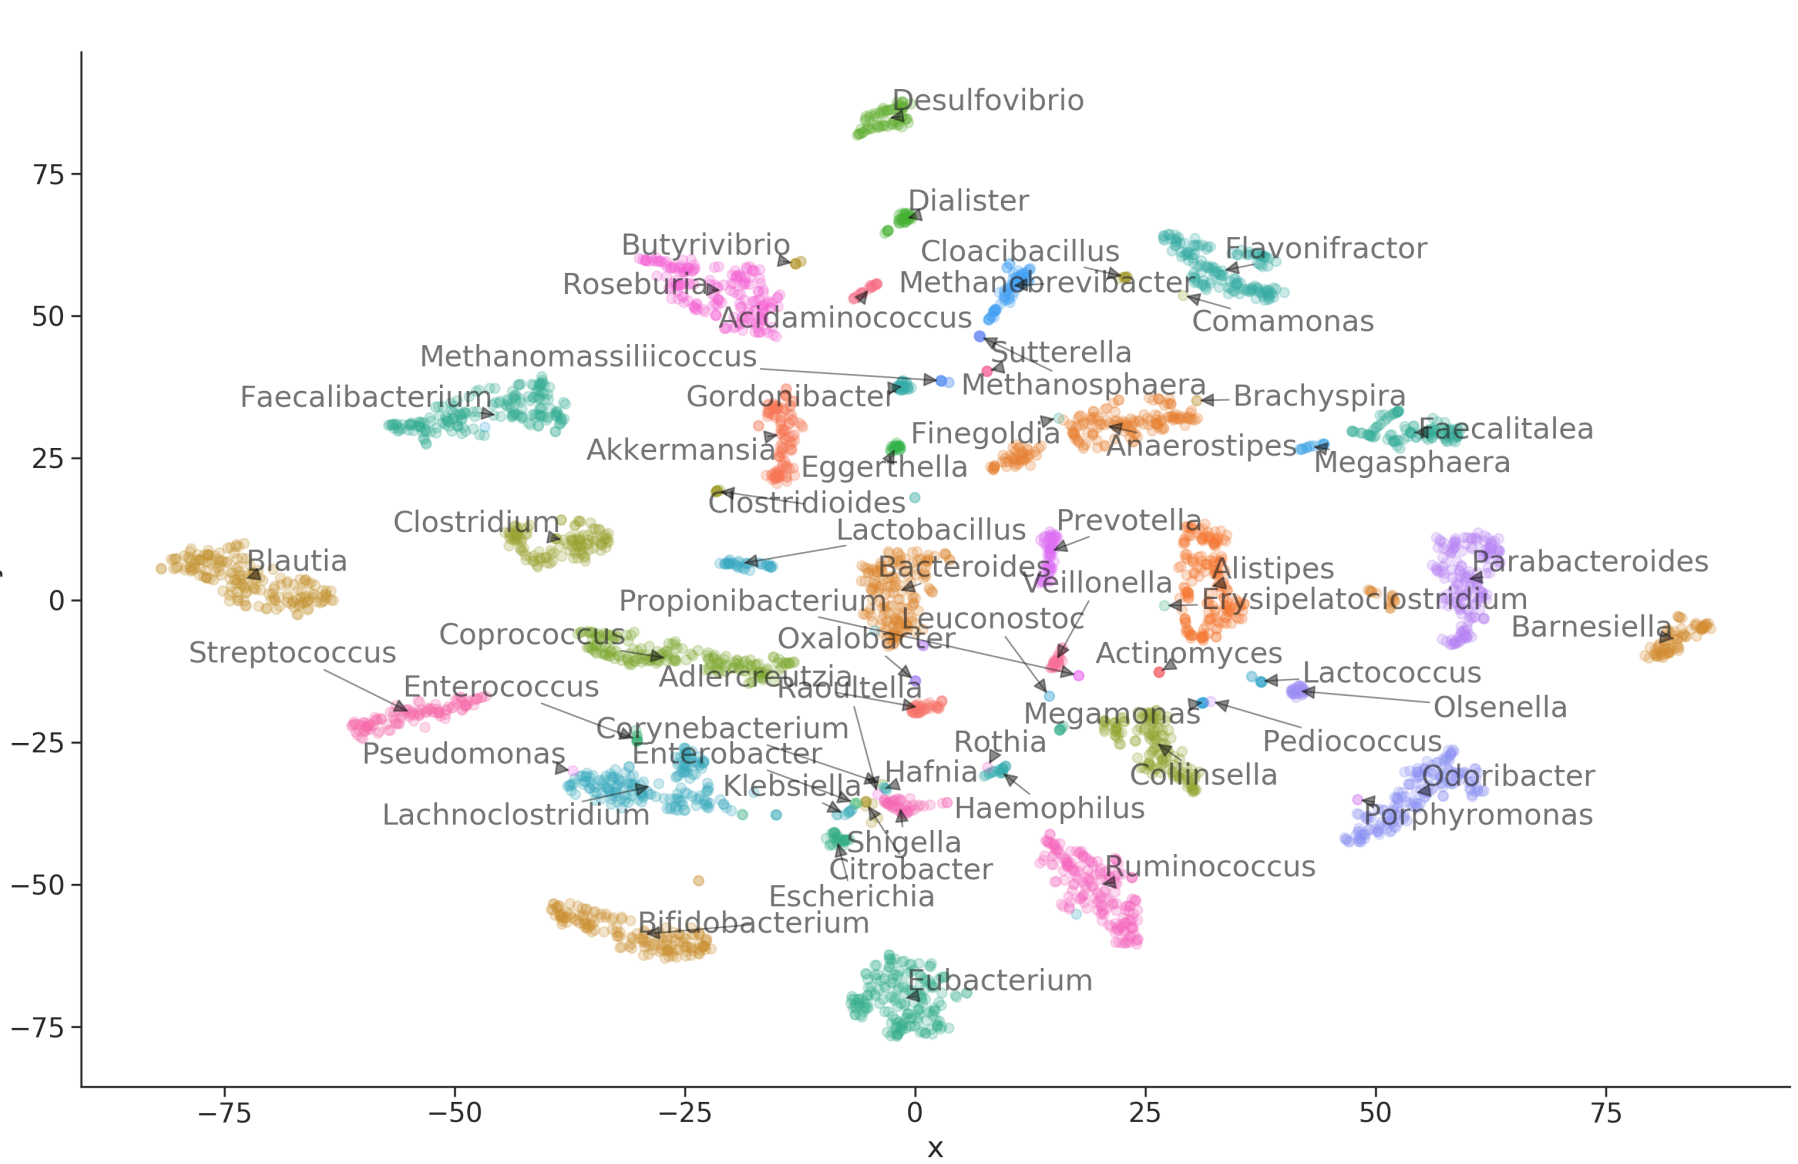 Desulfovibrio
75
Dialister
Butyrivibrio
Cloacibacillus
Flavonifractor
Roseburia
Methanobrevibacter
50
Acidaminococcus
Comamonas
Methanomassiliicoccus
Sutterella
Faecalibacterium
Gordonibacter
Methanosphaera
Brachyspira
Finegoldia
Anaerostipes
Faecalitalea
Akkermansia
25
Eggerthella
Megasphaera
Clostridioides
Clostridium
Lactobacillus
Prevotella
Blautia
Bacteroides
Alistipes
Parabacteroides
Veillonella
0
Propionibacterium
Erysipelatoclostridium
Leuconostoc
Barnesiella
Coprococcus
Oxalobacter
Streptococcus
Actinomyces
Adlercreutzia
Lactococcus
Enterococcus
Raoultella
Olsenella
Megamonas
−25
Corynebacterium
Rothia
Pediococcus
Pseudomonas
Enterobacter
Hafnia
Collinsella
Odoribacter
Klebsiella
Lachnoclostridium
Haemophilus
Porphyromonas
Shigella
Citrobacter
Ruminococcus
−50
Escherichia
Bifidobacterium
Eubacterium
−75
−75 −50 −25 0 25 50 75
x